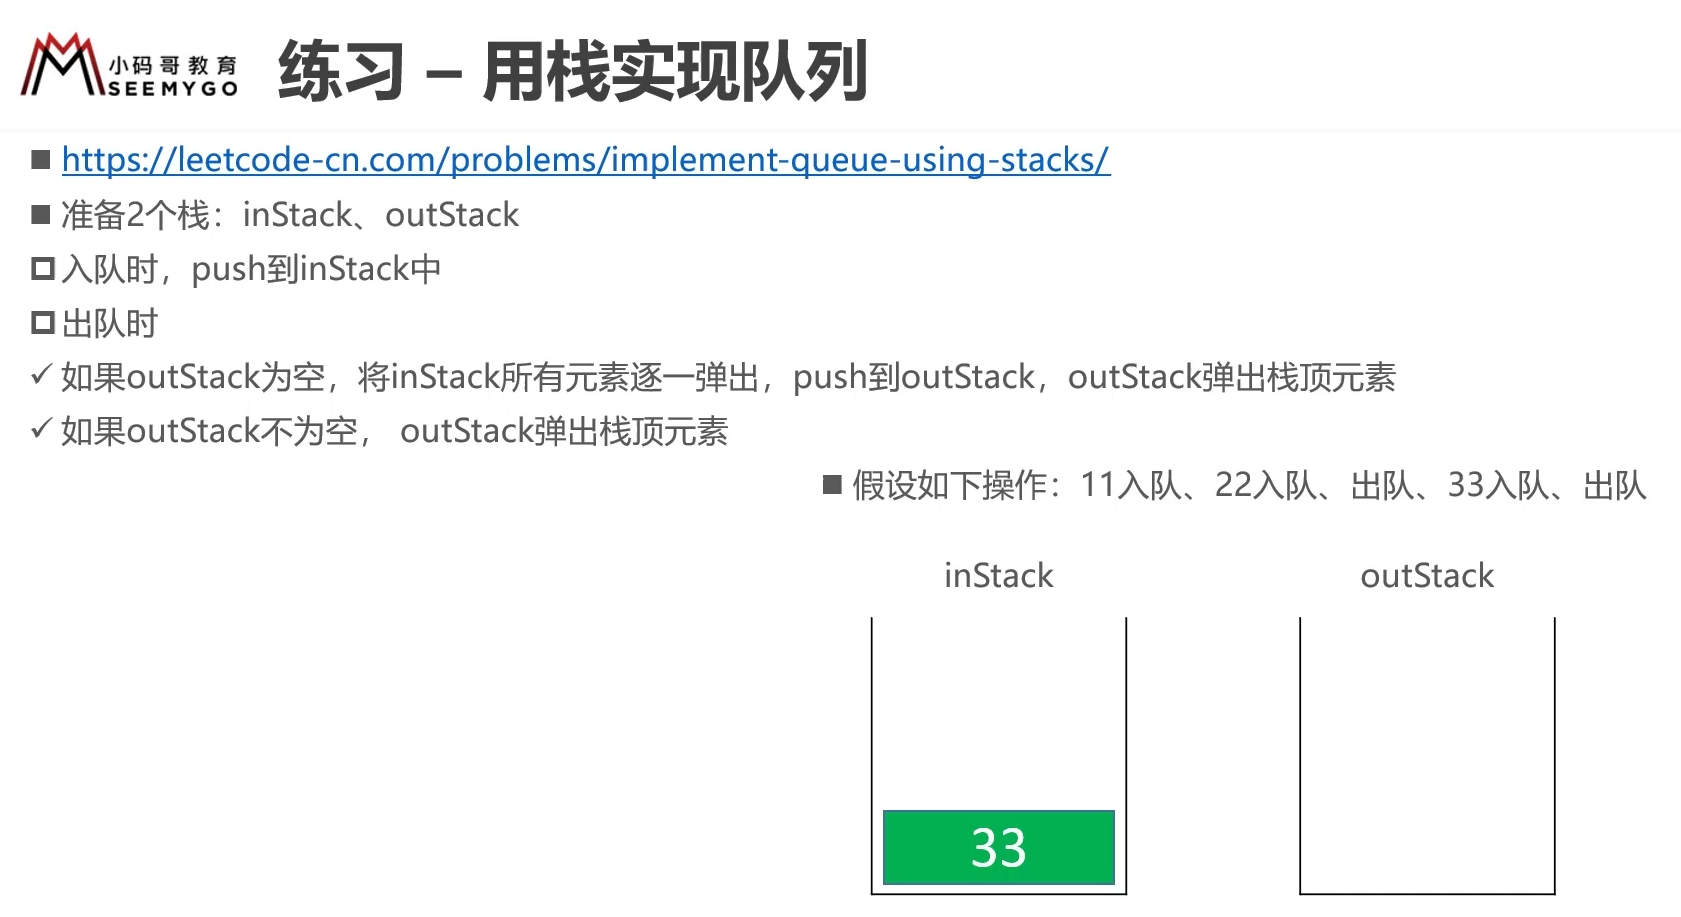 小码哥教育
SEEMYGO
练习 – 用栈实现队列
https://leetcode-cn.com/problems/implement-queue-using-stacks/
准备2个栈：inStack、outStack
入队时，push到inStack中
出队时
如果outStack为空，将inStack所有元素逐一弹出，push到outStack，outStack弹出栈顶元素
如果outStack不为空， outStack弹出栈顶元素
假设如下操作：11入队、22入队、出队、33入队、出队
inStack
outStack
33